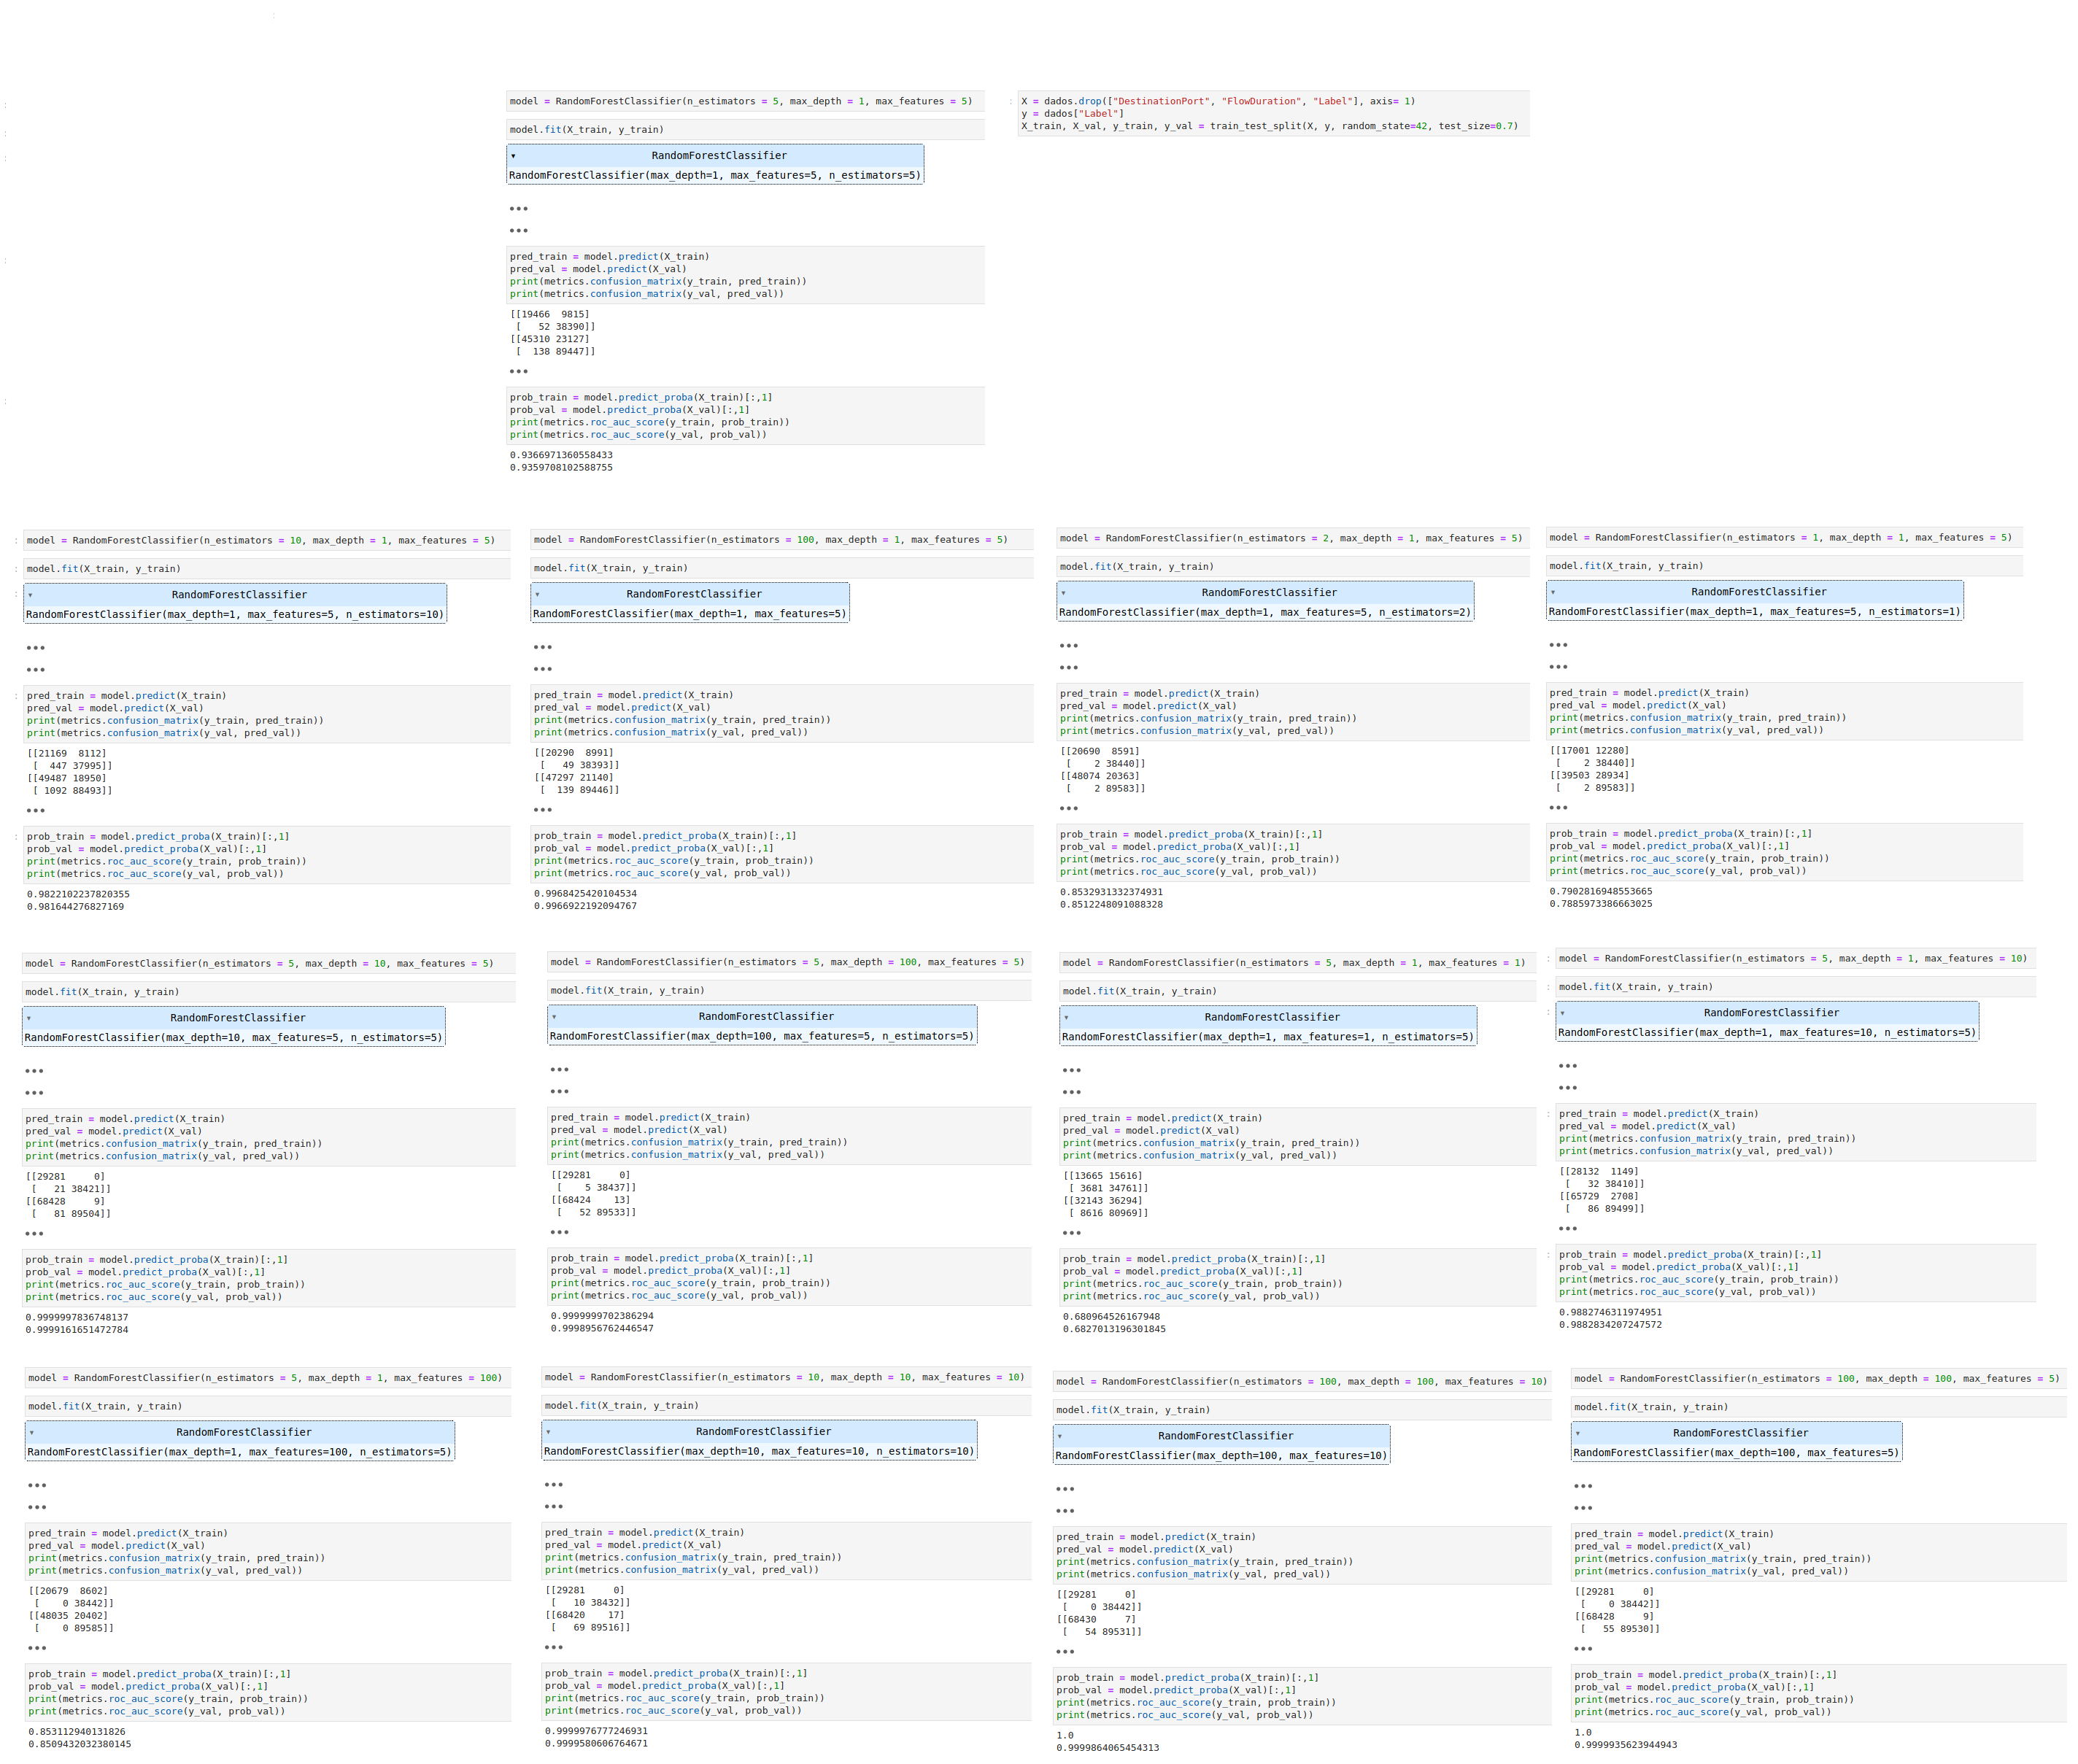 model = RandomForestClassifier(n_estimators = 5, max_depth = 1, max_features = 5)
model.fit(X_train, y_train)
▾ RandomForestClassifier
RandomForestClassifier(max_depth=1, max_features=5, n_estimators=5)
•••
•••
pred_train = model.predict(X_train)
pred_val = model.predict(X_val)
print(metrics.confusion_matrix(y_train, pred_train))
print(metrics.confusion_matrix(y_val, pred_val))
[[19466  9815]
 [   52 38390]]
[[45310 23127]
 [  138 89447]]
•••
prob_train = model.predict_proba(X_train)[:,1]
prob_val = model.predict_proba(X_val)[:,1]
print(metrics.roc_auc_score(y_train, prob_train))
print(metrics.roc_auc_score(y_val, prob_val))
0.9366971360558433
0.9359708102588755
X = dados.drop(["DestinationPort", "FlowDuration", "Label"], axis= 1)
y = dados["Label"]
X_train, X_val, y_train, y_val = train_test_split(X, y, random_state=42, test_size=0.7)
model = RandomForestClassifier(n_estimators = 10, max_depth = 1, max_features = 5)
model.fit(X_train, y_train)
▾ RandomForestClassifier
RandomForestClassifier(max_depth=1, max_features=5, n_estimators=10)
•••
•••
pred_train = model.predict(X_train)
pred_val = model.predict(X_val)
print(metrics.confusion_matrix(y_train, pred_train))
print(metrics.confusion_matrix(y_val, pred_val))
[[21169  8112]
 [  447 37995]]
[[49487 18950]
 [ 1092 88493]]
•••
prob_train = model.predict_proba(X_train)[:,1]
prob_val = model.predict_proba(X_val)[:,1]
print(metrics.roc_auc_score(y_train, prob_train))
print(metrics.roc_auc_score(y_val, prob_val))
0.9822102237820355
0.981644276827169
model = RandomForestClassifier(n_estimators = 100, max_depth = 1, max_features = 5)
model.fit(X_train, y_train)
▾ RandomForestClassifier
RandomForestClassifier(max_depth=1, max_features=5)
•••
•••
pred_train = model.predict(X_train)
pred_val = model.predict(X_val)
print(metrics.confusion_matrix(y_train, pred_train))
print(metrics.confusion_matrix(y_val, pred_val))
[[20290  8991]
 [   49 38393]]
[[47297 21140]
 [  139 89446]]
•••
prob_train = model.predict_proba(X_train)[:,1]
prob_val = model.predict_proba(X_val)[:,1]
print(metrics.roc_auc_score(y_train, prob_train))
print(metrics.roc_auc_score(y_val, prob_val))
0.9968425420104534
0.9966922192094767
model = RandomForestClassifier(n_estimators = 2, max_depth = 1, max_features = 5)
model.fit(X_train, y_train)
▾ RandomForestClassifier
RandomForestClassifier(max_depth=1, max_features=5, n_estimators=2)
•••
•••
pred_train = model.predict(X_train)
pred_val = model.predict(X_val)
print(metrics.confusion_matrix(y_train, pred_train))
print(metrics.confusion_matrix(y_val, pred_val))
[[20690  8591]
 [    2 38440]]
[[48074 20363]
 [    2 89583]]
•••
prob_train = model.predict_proba(X_train)[:,1]
prob_val = model.predict_proba(X_val)[:,1]
print(metrics.roc_auc_score(y_train, prob_train))
print(metrics.roc_auc_score(y_val, prob_val))
0.8532931332374931
0.8512248091088328
model = RandomForestClassifier(n_estimators = 1, max_depth = 1, max_features = 5)
model.fit(X_train, y_train)
▾ RandomForestClassifier
RandomForestClassifier(max_depth=1, max_features=5, n_estimators=1)
•••
•••
pred_train = model.predict(X_train)
pred_val = model.predict(X_val)
print(metrics.confusion_matrix(y_train, pred_train))
print(metrics.confusion_matrix(y_val, pred_val))
[[17001 12280]
 [    2 38440]]
[[39503 28934]
 [    2 89583]]
•••
prob_train = model.predict_proba(X_train)[:,1]
prob_val = model.predict_proba(X_val)[:,1]
print(metrics.roc_auc_score(y_train, prob_train))
print(metrics.roc_auc_score(y_val, prob_val))
0.7902816948553665
0.7885973386663025
model = RandomForestClassifier(n_estimators = 5, max_depth = 10, max_features = 5)
model.fit(X_train, y_train)
▾ RandomForestClassifier
RandomForestClassifier(max_depth=10, max_features=5, n_estimators=5)
•••
•••
pred_train = model.predict(X_train)
pred_val = model.predict(X_val)
print(metrics.confusion_matrix(y_train, pred_train))
print(metrics.confusion_matrix(y_val, pred_val))
[[29281     0]
 [   21 38421]]
[[68428     9]
 [   81 89504]]
•••
prob_train = model.predict_proba(X_train)[:,1]
prob_val = model.predict_proba(X_val)[:,1]
print(metrics.roc_auc_score(y_train, prob_train))
print(metrics.roc_auc_score(y_val, prob_val))
0.9999997836748137
0.9999161651472784
model = RandomForestClassifier(n_estimators = 5, max_depth = 100, max_features = 5)
model.fit(X_train, y_train)
▾ RandomForestClassifier
RandomForestClassifier(max_depth=100, max_features=5, n_estimators=5)
•••
•••
pred_train = model.predict(X_train)
pred_val = model.predict(X_val)
print(metrics.confusion_matrix(y_train, pred_train))
print(metrics.confusion_matrix(y_val, pred_val))
[[29281     0]
 [    5 38437]]
[[68424    13]
 [   52 89533]]
•••
prob_train = model.predict_proba(X_train)[:,1]
prob_val = model.predict_proba(X_val)[:,1]
print(metrics.roc_auc_score(y_train, prob_train))
print(metrics.roc_auc_score(y_val, prob_val))
0.9999999702386294
0.9998956762446547
model = RandomForestClassifier(n_estimators = 5, max_depth = 1, max_features = 1)
model.fit(X_train, y_train)
▾ RandomForestClassifier
RandomForestClassifier(max_depth=1, max_features=1, n_estimators=5)
•••
•••
pred_train = model.predict(X_train)
pred_val = model.predict(X_val)
print(metrics.confusion_matrix(y_train, pred_train))
print(metrics.confusion_matrix(y_val, pred_val))
[[13665 15616]
 [ 3681 34761]]
[[32143 36294]
 [ 8616 80969]]
•••
prob_train = model.predict_proba(X_train)[:,1]
prob_val = model.predict_proba(X_val)[:,1]
print(metrics.roc_auc_score(y_train, prob_train))
print(metrics.roc_auc_score(y_val, prob_val))
0.680964526167948
0.6827013196301845
model = RandomForestClassifier(n_estimators = 5, max_depth = 1, max_features = 10)
model.fit(X_train, y_train)
▾ RandomForestClassifier
RandomForestClassifier(max_depth=1, max_features=10, n_estimators=5)
•••
•••
pred_train = model.predict(X_train)
pred_val = model.predict(X_val)
print(metrics.confusion_matrix(y_train, pred_train))
print(metrics.confusion_matrix(y_val, pred_val))
[[28132  1149]
 [   32 38410]]
[[65729  2708]
 [   86 89499]]
•••
prob_train = model.predict_proba(X_train)[:,1]
prob_val = model.predict_proba(X_val)[:,1]
print(metrics.roc_auc_score(y_train, prob_train))
print(metrics.roc_auc_score(y_val, prob_val))
0.9882746311974951
0.9882834207247572
model = RandomForestClassifier(n_estimators = 5, max_depth = 1, max_features = 100)
model.fit(X_train, y_train)
▾ RandomForestClassifier
RandomForestClassifier(max_depth=1, max_features=100, n_estimators=5)
•••
•••
pred_train = model.predict(X_train)
pred_val = model.predict(X_val)
print(metrics.confusion_matrix(y_train, pred_train))
print(metrics.confusion_matrix(y_val, pred_val))
[[20679  8602]
 [    0 38442]]
[[48035 20402]
 [    0 89585]]
•••
prob_train = model.predict_proba(X_train)[:,1]
prob_val = model.predict_proba(X_val)[:,1]
print(metrics.roc_auc_score(y_train, prob_train))
print(metrics.roc_auc_score(y_val, prob_val))
0.853112940131826
0.8509432032380145
model = RandomForestClassifier(n_estimators = 10, max_depth = 10, max_features = 10)
model.fit(X_train, y_train)
▾ RandomForestClassifier
RandomForestClassifier(max_depth=10, max_features=10, n_estimators=10)
•••
•••
pred_train = model.predict(X_train)
pred_val = model.predict(X_val)
print(metrics.confusion_matrix(y_train, pred_train))
print(metrics.confusion_matrix(y_val, pred_val))
[[29281     0]
 [   10 38432]]
[[68420    17]
 [   69 89516]]
•••
prob_train = model.predict_proba(X_train)[:,1]
prob_val = model.predict_proba(X_val)[:,1]
print(metrics.roc_auc_score(y_train, prob_train))
print(metrics.roc_auc_score(y_val, prob_val))
0.9999976777246931
0.9999580606764671
model = RandomForestClassifier(n_estimators = 100, max_depth = 100, max_features = 10)
model.fit(X_train, y_train)
▾ RandomForestClassifier
RandomForestClassifier(max_depth=100, max_features=10)
•••
•••
pred_train = model.predict(X_train)
pred_val = model.predict(X_val)
print(metrics.confusion_matrix(y_train, pred_train))
print(metrics.confusion_matrix(y_val, pred_val))
[[29281     0]
 [    0 38442]]
[[68430     7]
 [   54 89531]]
•••
prob_train = model.predict_proba(X_train)[:,1]
prob_val = model.predict_proba(X_val)[:,1]
print(metrics.roc_auc_score(y_train, prob_train))
print(metrics.roc_auc_score(y_val, prob_val))
1.0
0.9999864065454313
model = RandomForestClassifier(n_estimators = 100, max_depth = 100, max_features = 5)
model.fit(X_train, y_train)
▾ RandomForestClassifier
RandomForestClassifier(max_depth=100, max_features=5)
•••
•••
pred_train = model.predict(X_train)
pred_val = model.predict(X_val)
print(metrics.confusion_matrix(y_train, pred_train))
print(metrics.confusion_matrix(y_val, pred_val))
[[29281     0]
 [    0 38442]]
[[68428     9]
 [   55 89530]]
•••
prob_train = model.predict_proba(X_train)[:,1]
prob_val = model.predict_proba(X_val)[:,1]
print(metrics.roc_auc_score(y_train, prob_train))
print(metrics.roc_auc_score(y_val, prob_val))
1.0
0.9999935623944943